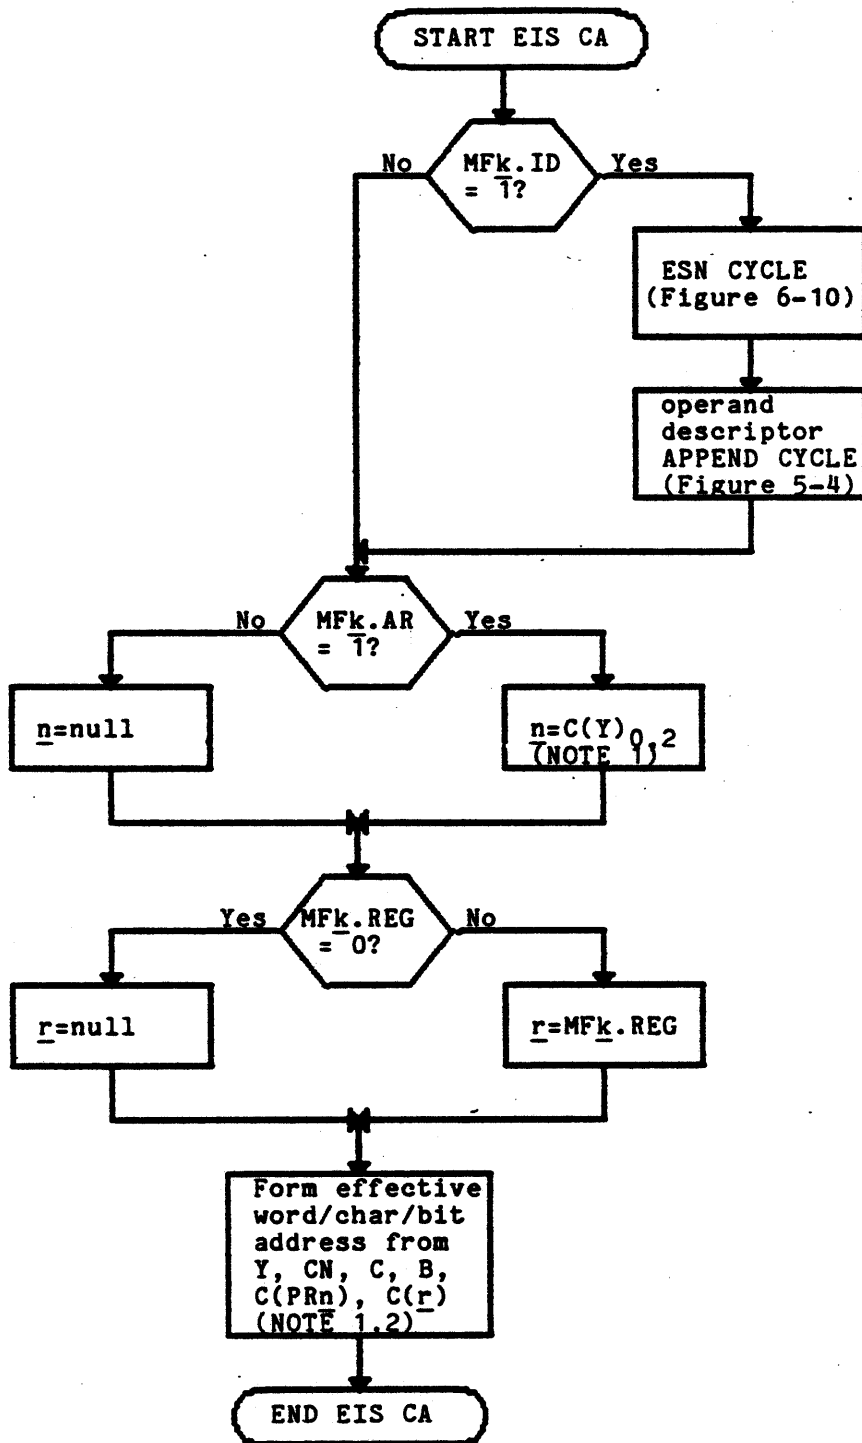 START EIS CA
No
MFk.ID
= 1?
Yes
ESN CYCLE
(Figure 6-10)
operand
descriptor
APPEND CYCLE
(Figure 5-4)
No
MFk.AR
= 1?
Yes
n=null
n=C(Y)0,2
(NOTE 1)
Yes
MFk.REG
= 0?
No
r=null
r=MFk.REG
Form effective
word/char/bit
address from
Y, CN, C, B,
C(PRn), C(r)
(NOTE 1,2)
END EIS CA